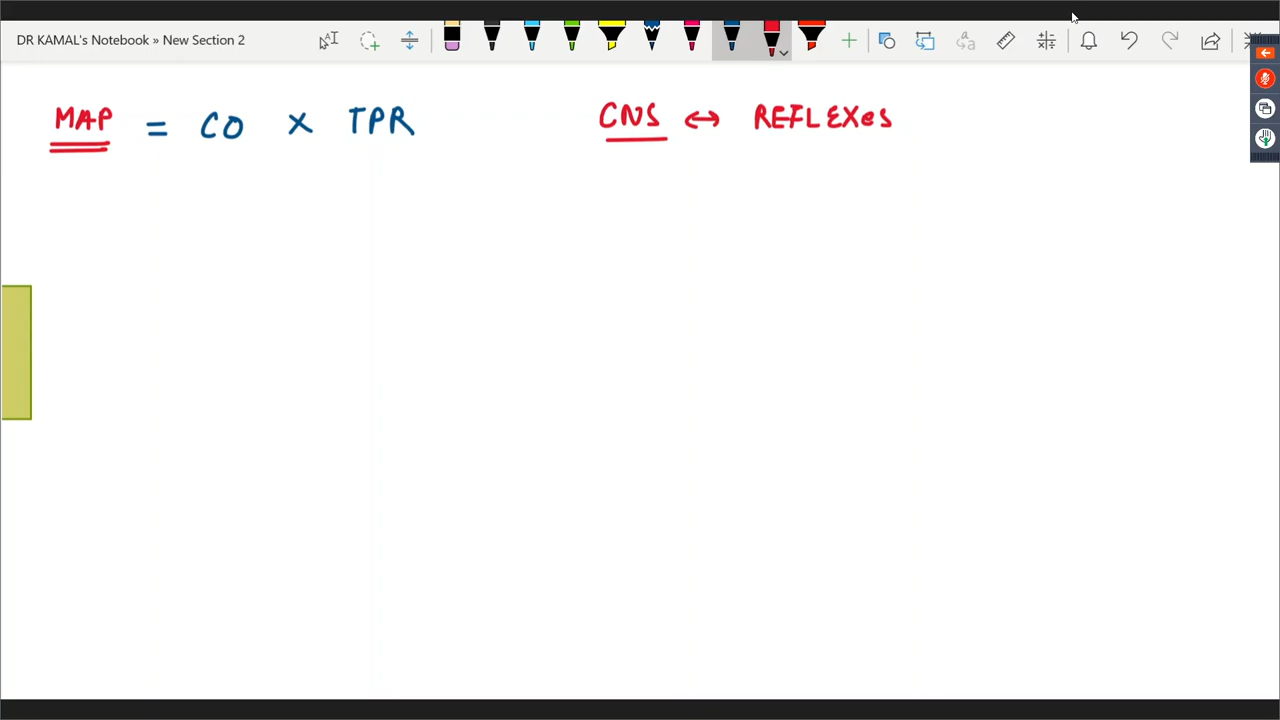 DR KAMAL's Notebook » New Section 2
MAP = CO × TPR
CNS ↔ REFLEXeS